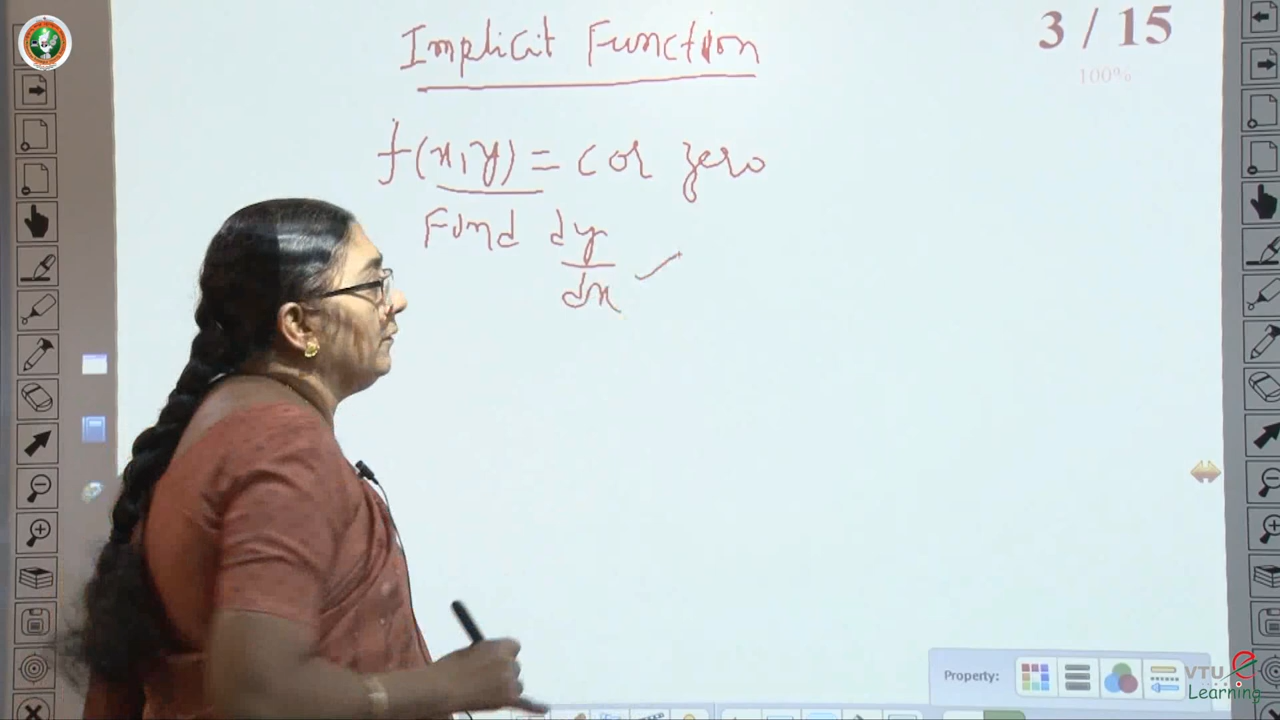 Implicit Function
3 / 15
100%
f(x,y) = c or zero
Find dy
dx
Property:
VTU e
Learning